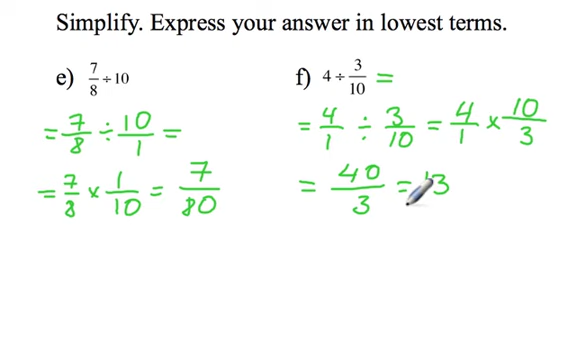 Simplify. Express your answer in lowest terms.
e) 7/8 ÷ 10
= 7/8 ÷ 10/1 =
= 7/8 × 1/10 = 7/80
f) 4 ÷ 3/10 =
= 4/1 ÷ 3/10 = 4/1 × 10/3
= 40/3 = 13